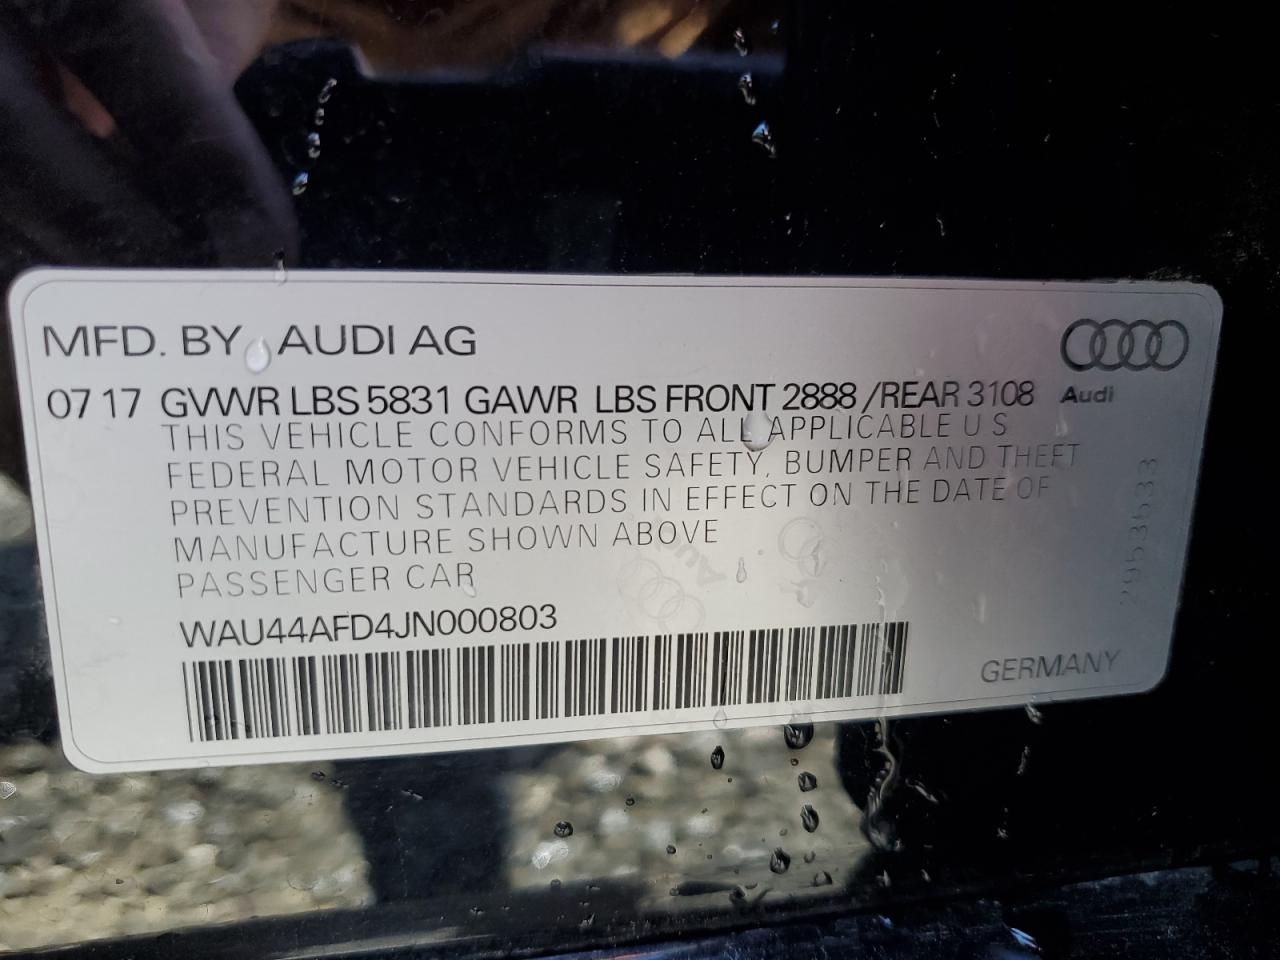 MFD. BY AUDI AG
07 17 GVWR LBS 5831 GAWR LBS FRONT 2888 /REAR 3108
Audi
THIS VEHICLE CONFORMS TO ALL APPLICABLE U S
FEDERAL MOTOR VEHICLE SAFETY, BUMPER AND THEFT
PREVENTION STANDARDS IN EFFECT ON THE DATE OF
MANUFACTURE SHOWN ABOVE
PASSENGER CAR
WAU44AFD4JN000803
GERMANY